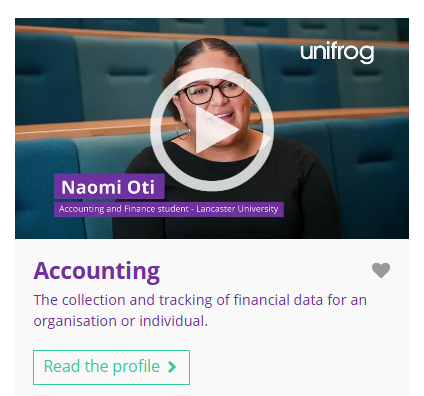 unifrog
Naomi Oti
Accounting and Finance student - Lancaster University
Accounting
The collection and tracking of financial data for an
organisation or individual.
Read the profile